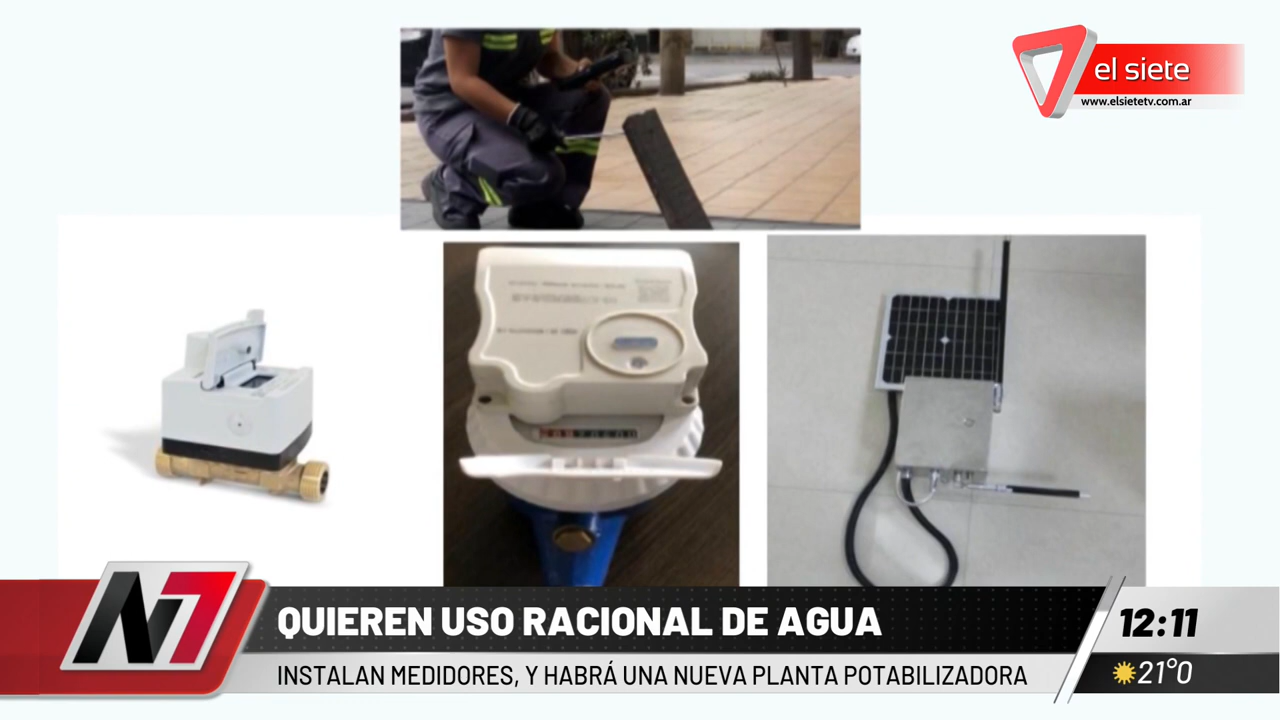 el siete
www.elsietetv.com.ar
N7
QUIEREN USO RACIONAL DE AGUA
12:11
INSTALAN MEDIDORES, Y HABRÁ UNA NUEVA PLANTA POTABILIZADORA
21°0